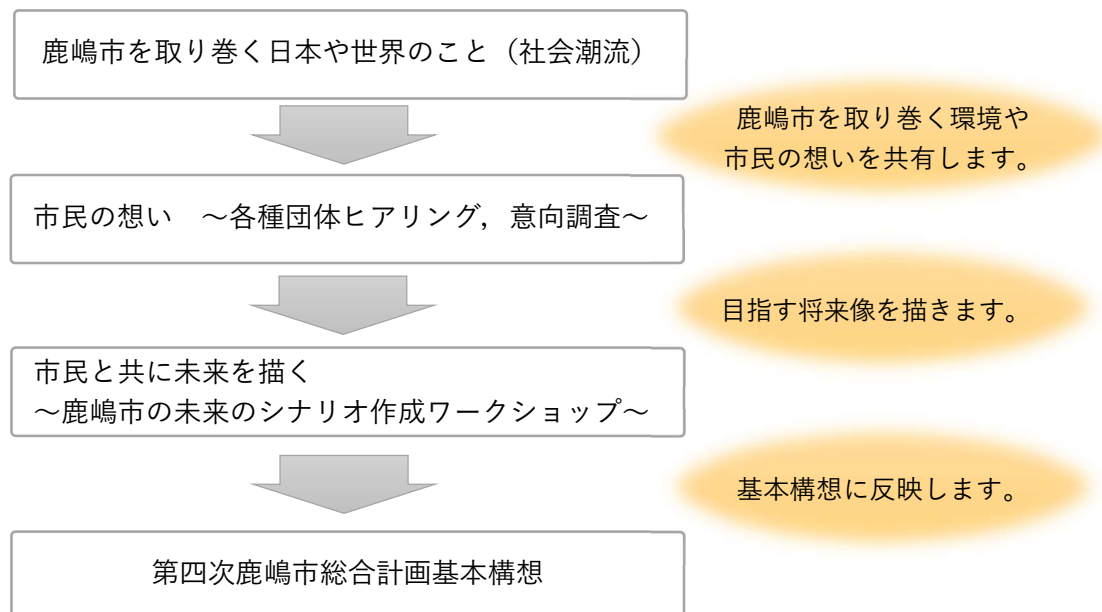 鹿嶋市を取り巻く日本や世界のこと（社会潮流）
鹿嶋市を取り巻く環境や
市民の想いを共有します。
市民の想い　～各種団体ヒアリング，意向調査～
目指す将来像を描きます。
市民と共に未来を描く
～鹿嶋市の未来のシナリオ作成ワークショップ～
基本構想に反映します。
第四次鹿嶋市総合計画基本構想